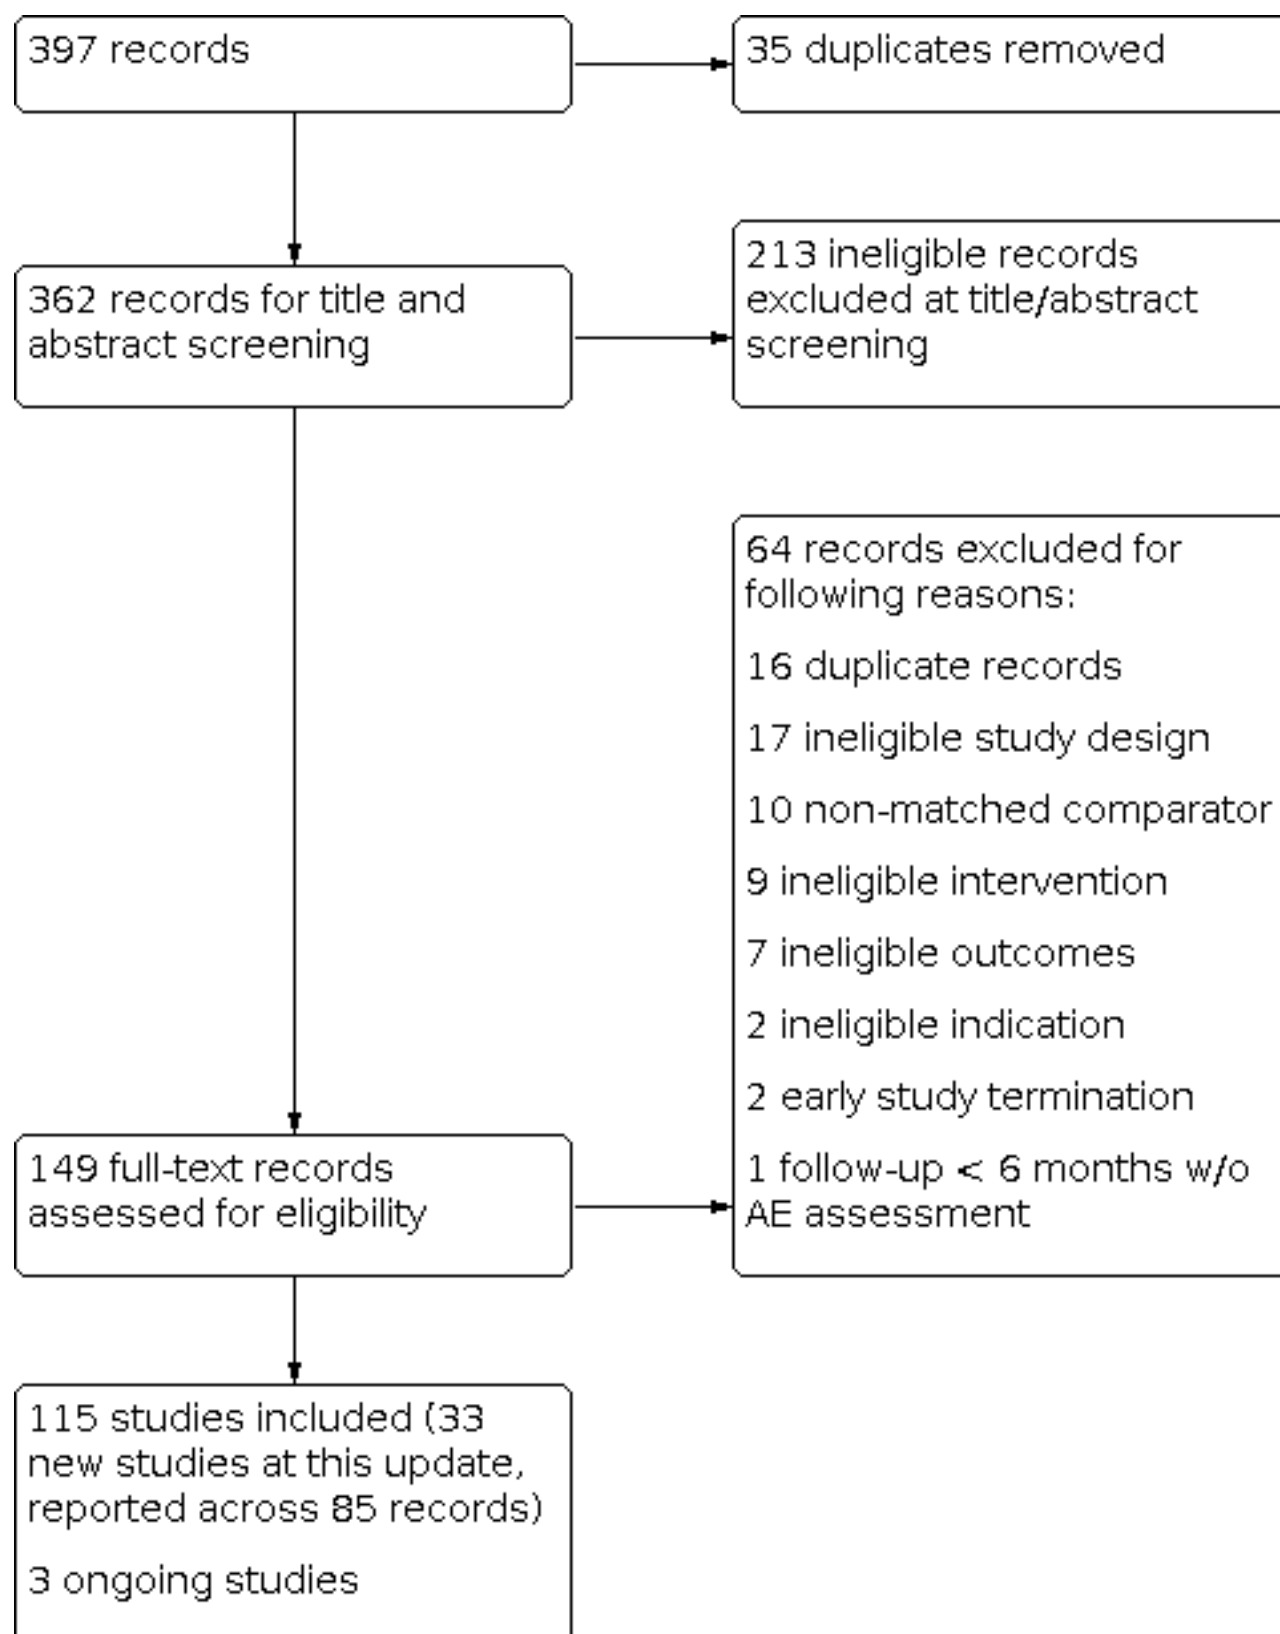 397 records
35 duplicates removed
362 records for title and
abstract screening
213 ineligible records
excluded at title/abstract
screening
149 full-text records
assessed for eligibility
64 records excluded for
following reasons:
16 duplicate records
17 ineligible study design
10 non-matched comparator
9 ineligible intervention
7 ineligible outcomes
2 ineligible indication
2 early study termination
1 follow-up < 6 months w/o
AE assessment
115 studies included (33
new studies at this update,
reported across 85 records)
3 ongoing studies